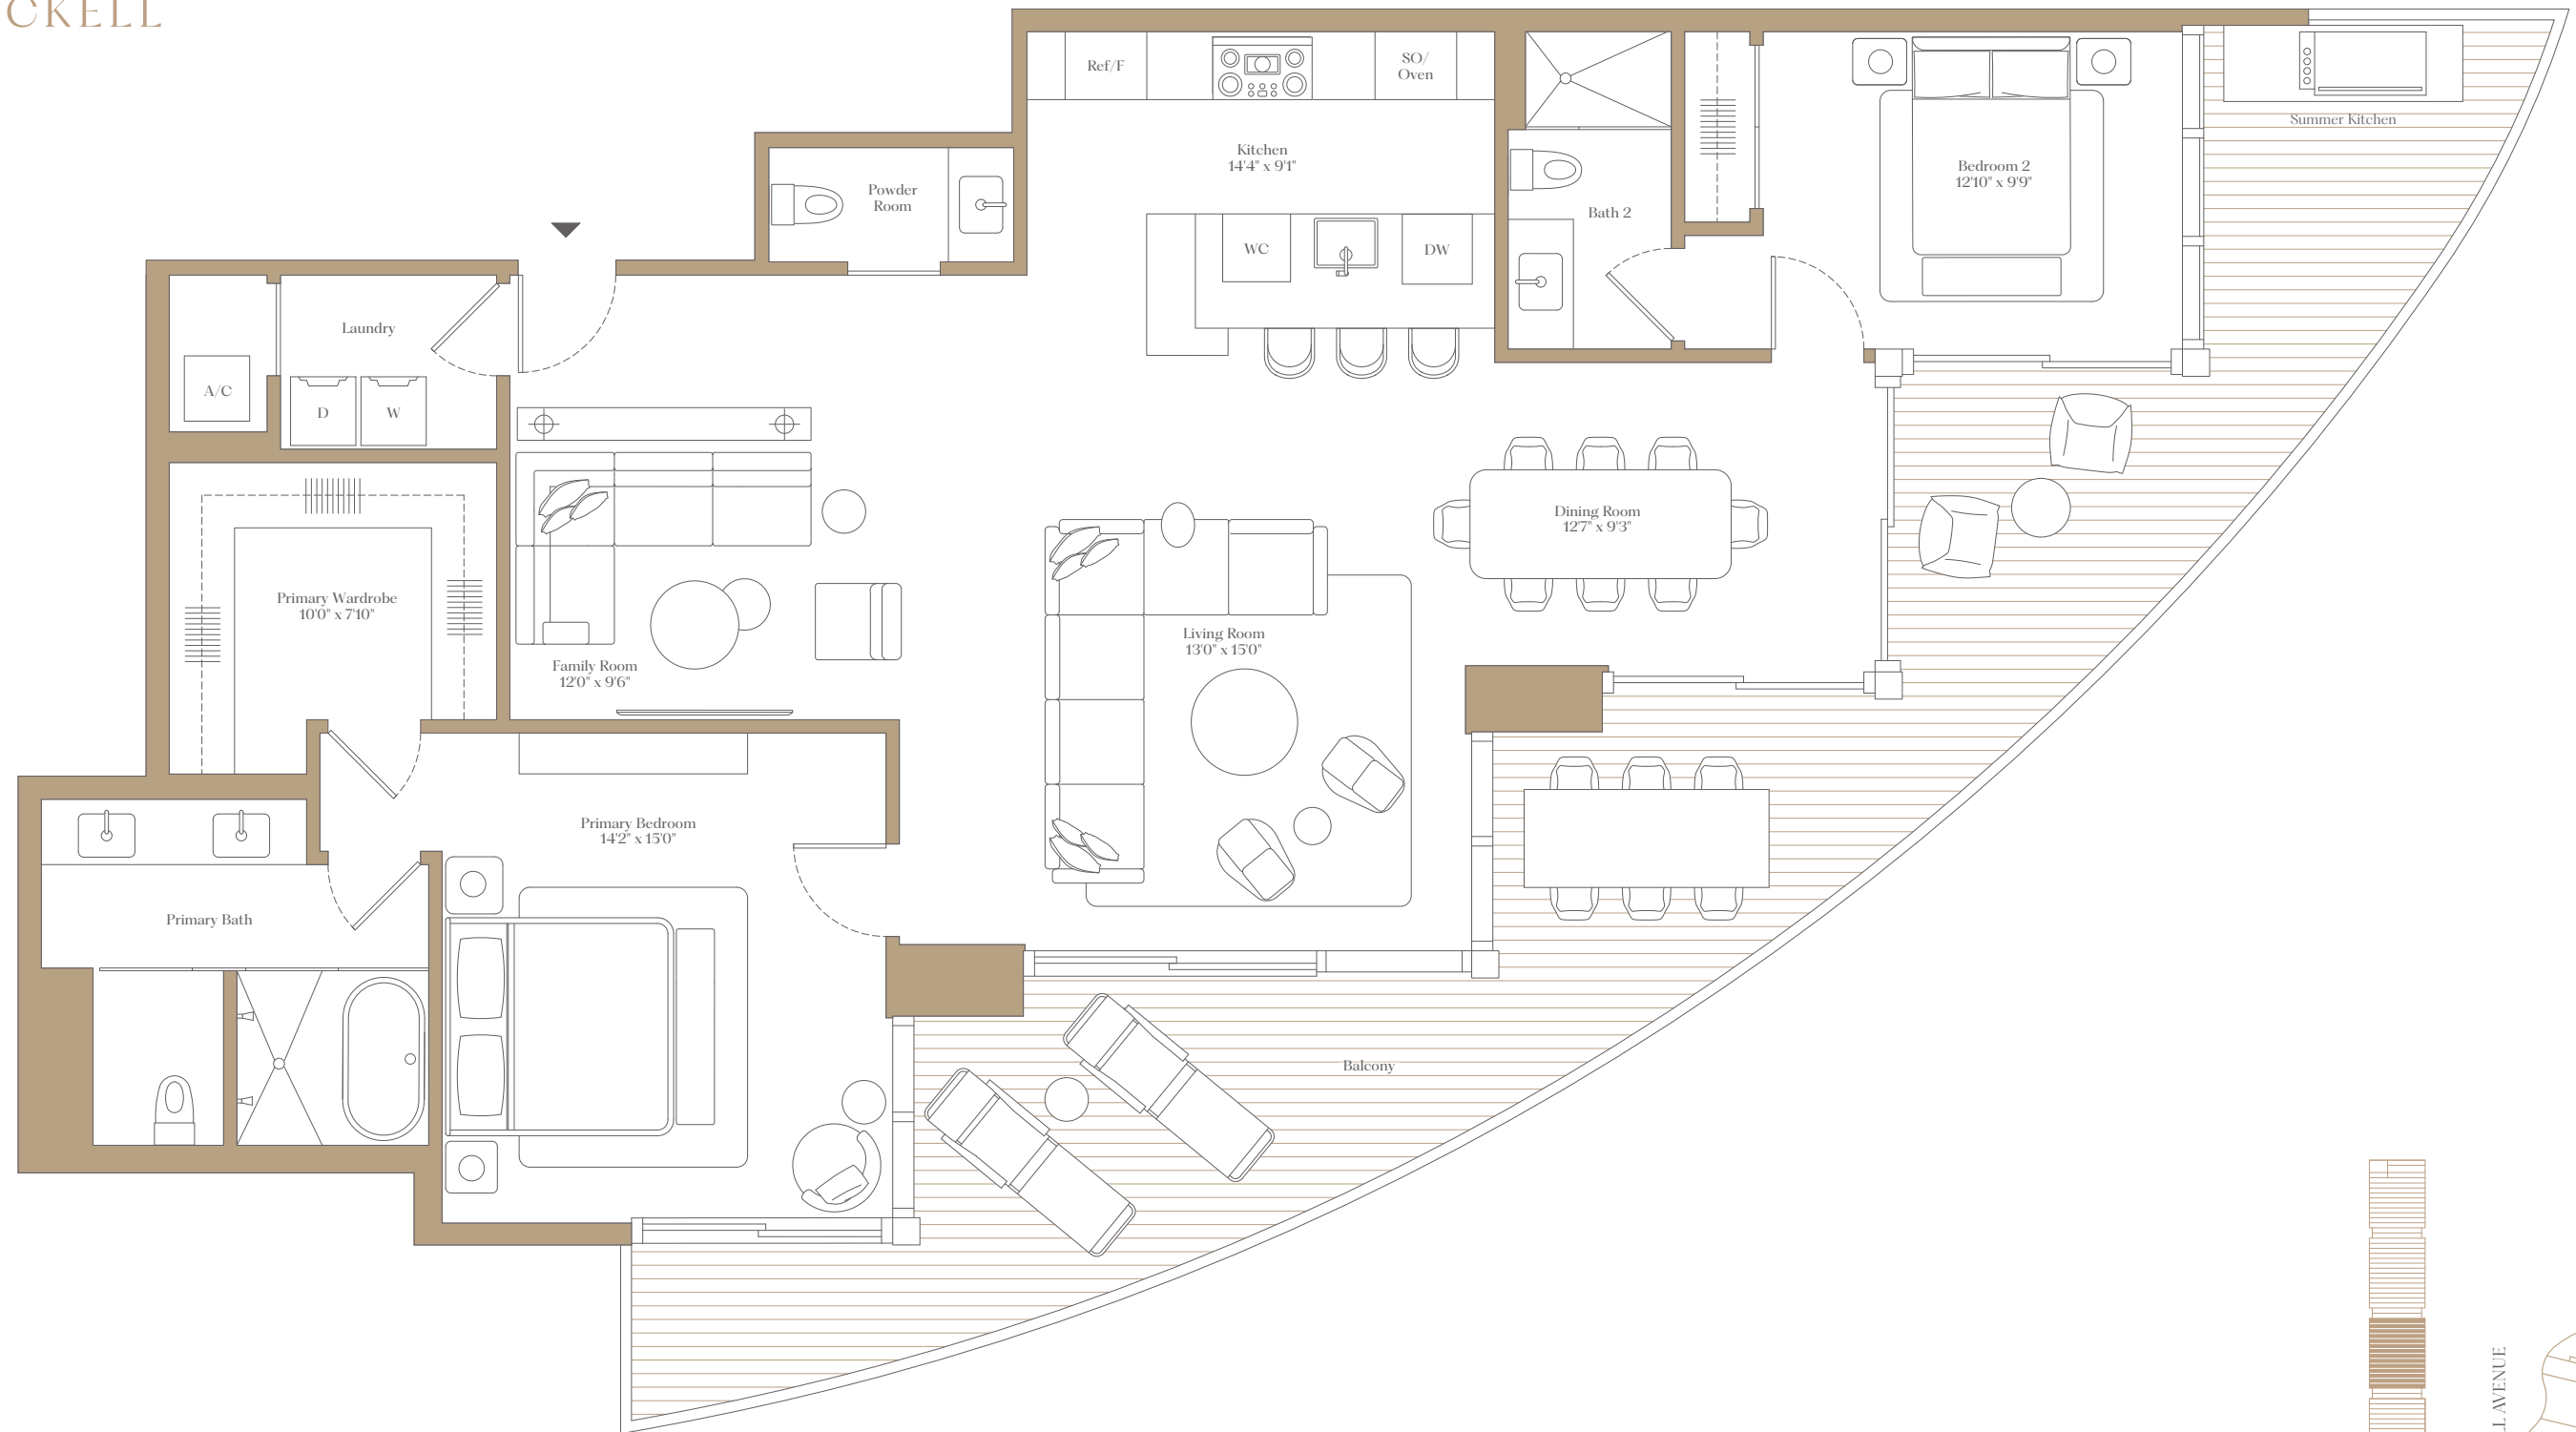 CKELL
Ref/F
SO/
Oven
Summer Kitchen
Kitchen
14'4" x 9'1"
Bedroom 2
12'10" x 9'9"
Powder
Room
Bath 2
WC
DW
Laundry
A/C
D
W
Dining Room
12'7" x 9'3"
Primary Wardrobe
10'0" x 7'10"
Living Room
13'0" x 15'0"
Family Room
12'0" x 9'6"
Primary Bedroom
14'2" x 15'0"
Primary Bath
Balcony
LL AVENUE